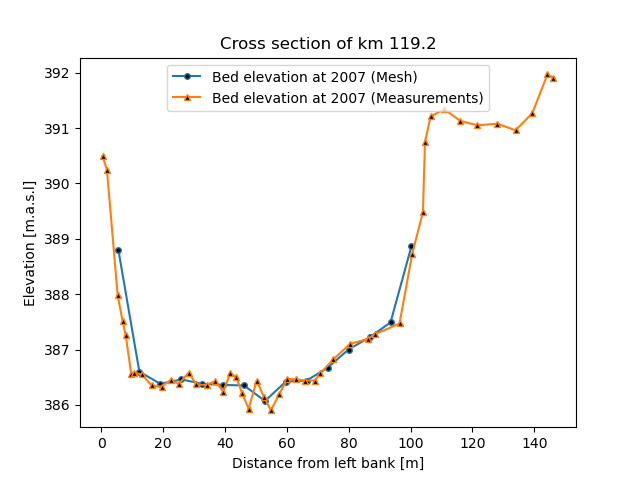 Cross section of km 119.2
Bed elevation at 2007 (Mesh)
Bed elevation at 2007 (Measurements)
Elevation [m.a.s.l]
392
391
390
389
388
387
386
0 20 40 60 80 100 120 140
Distance from left bank [m]